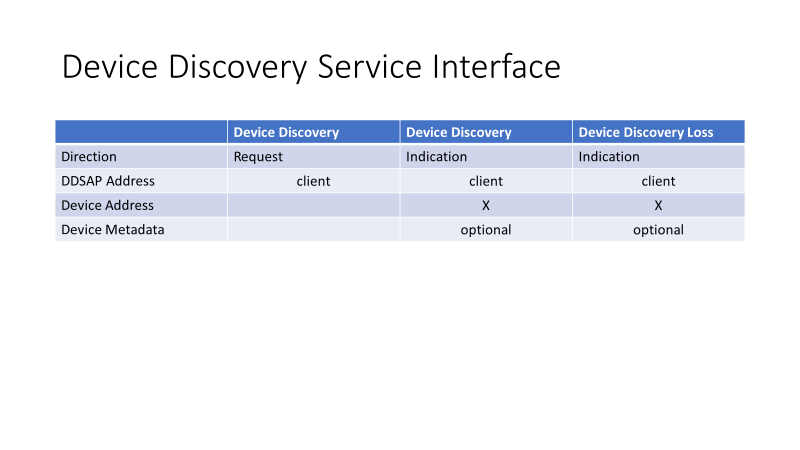 Device Discovery Service Interface
Device Discovery Device Discovery Device Discovery Loss
Direction Request Indication Indication
DDSAP Address client client client
Device Address X X
Device Metadata optional optional